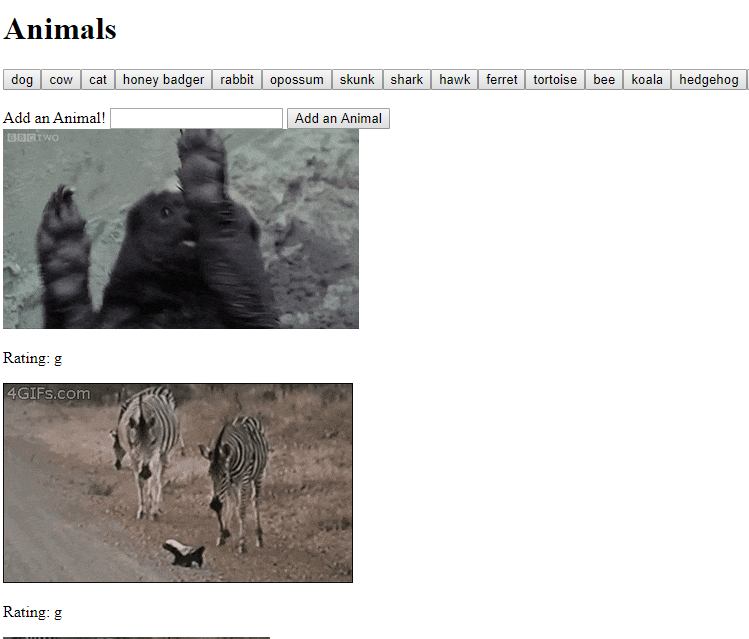 Animals
dog cow cat honey badger rabbit opossum skunk shark hawk ferret tortoise bee koala hedgehog
Add an Animal! Add an Animal
BBC TWO
Rating: g
4GIFs.com
Rating: g